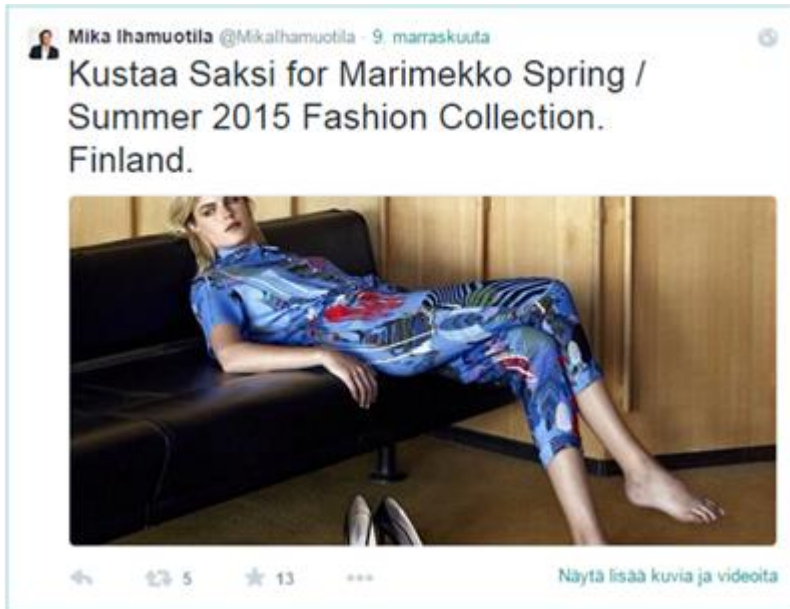 Mika Ihamuotila @MikaIhamuotila · 9. marraskuuta
Kustaa Saksi for Marimekko Spring /
Summer 2015 Fashion Collection.
Finland.
5 13
Näytä lisää kuvia ja videoita